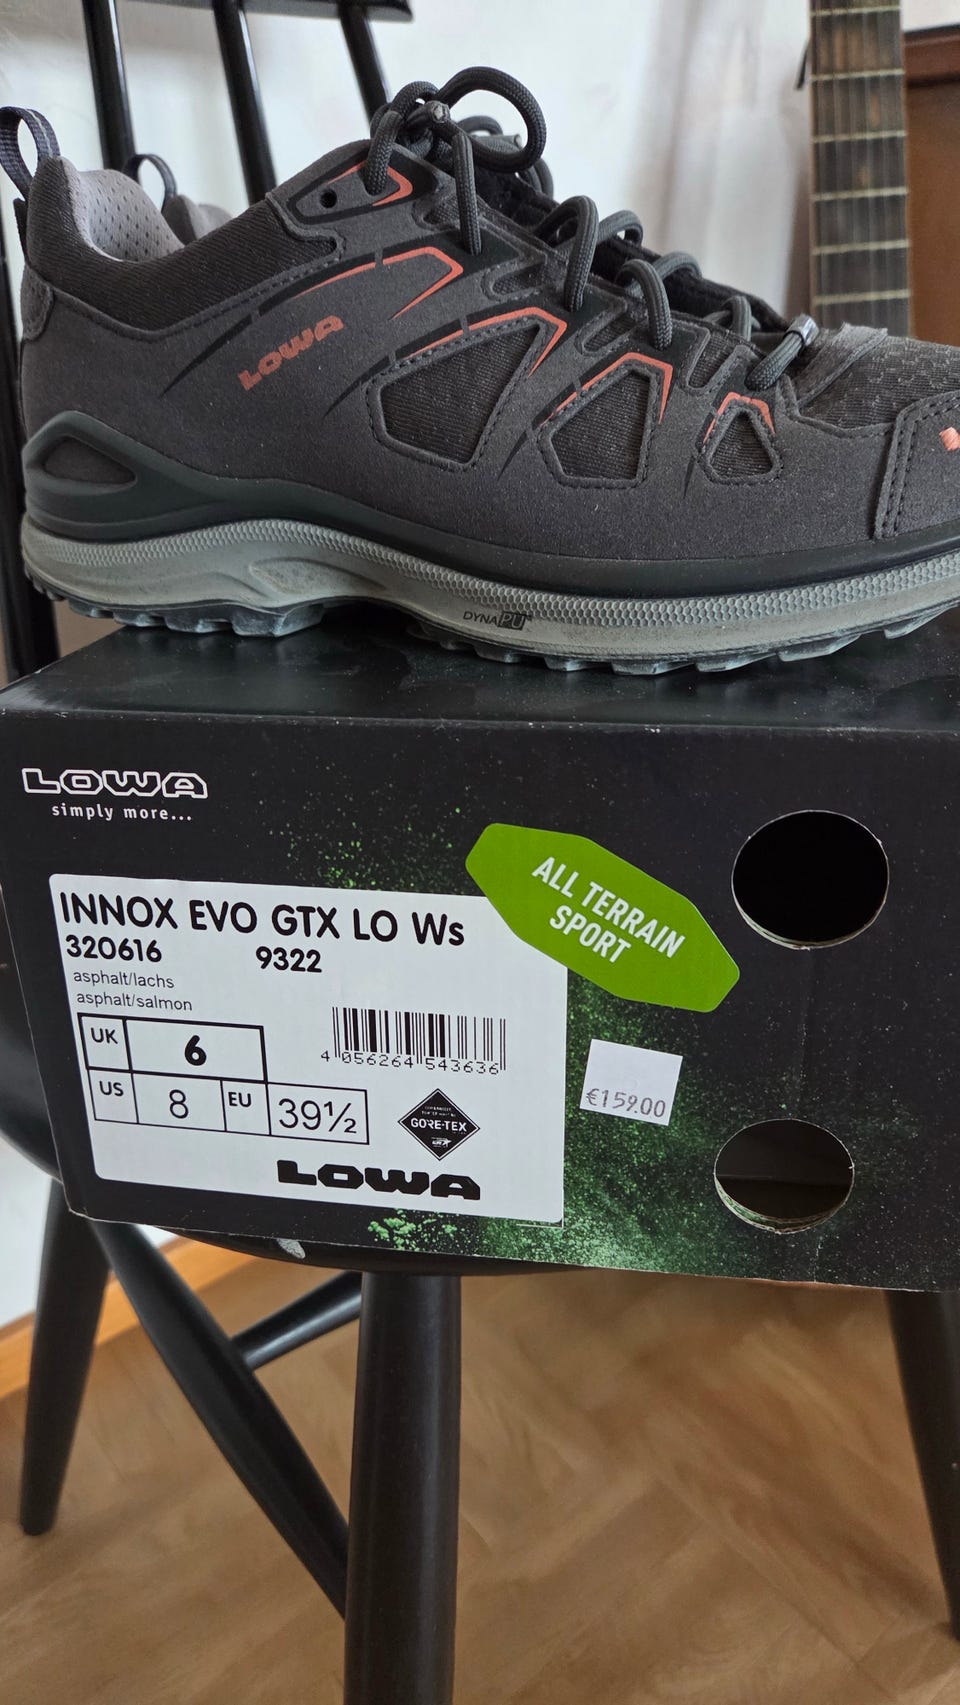 LOWA
DYNAPU
LOWA
simply more...
ALL TERRAIN
SPORT
INNOX EVO GTX LO Ws
320616 9322
asphalt/lachs
asphalt/salmon
UK 6
4 056264 543636
US 8 EU 39½
€159.00
GORE-TEX
LOWA